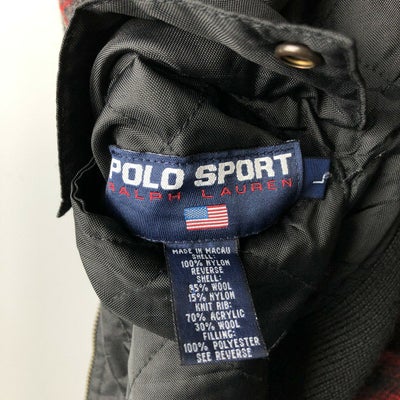 POLO SPORT
RALPH LAUREN
L
MADE IN MACAU
SHELL:
100% NYLON
REVERSE
SHELL:
85% WOOL
15% NYLON
KNIT RIB:
70% ACRYLIC
30% WOOL
FILLING:
100% POLYESTER
SEE REVERSE